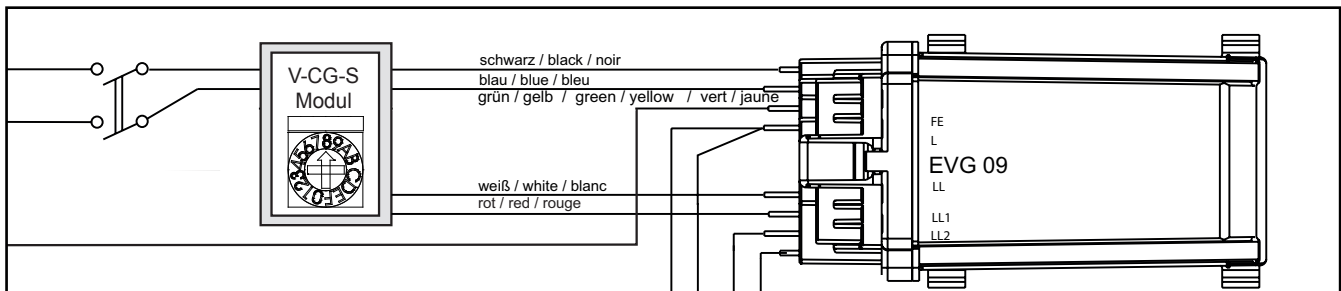 schwarz / black / noir
blau / blue / bleu
grün / gelb / green / yellow / vert / jaune
V-CG-S
Modul
0123456789ABCDEF
weiß / white / blanc
rot / red / rouge
FE
L
EVG 09
LL
LL1
LL2